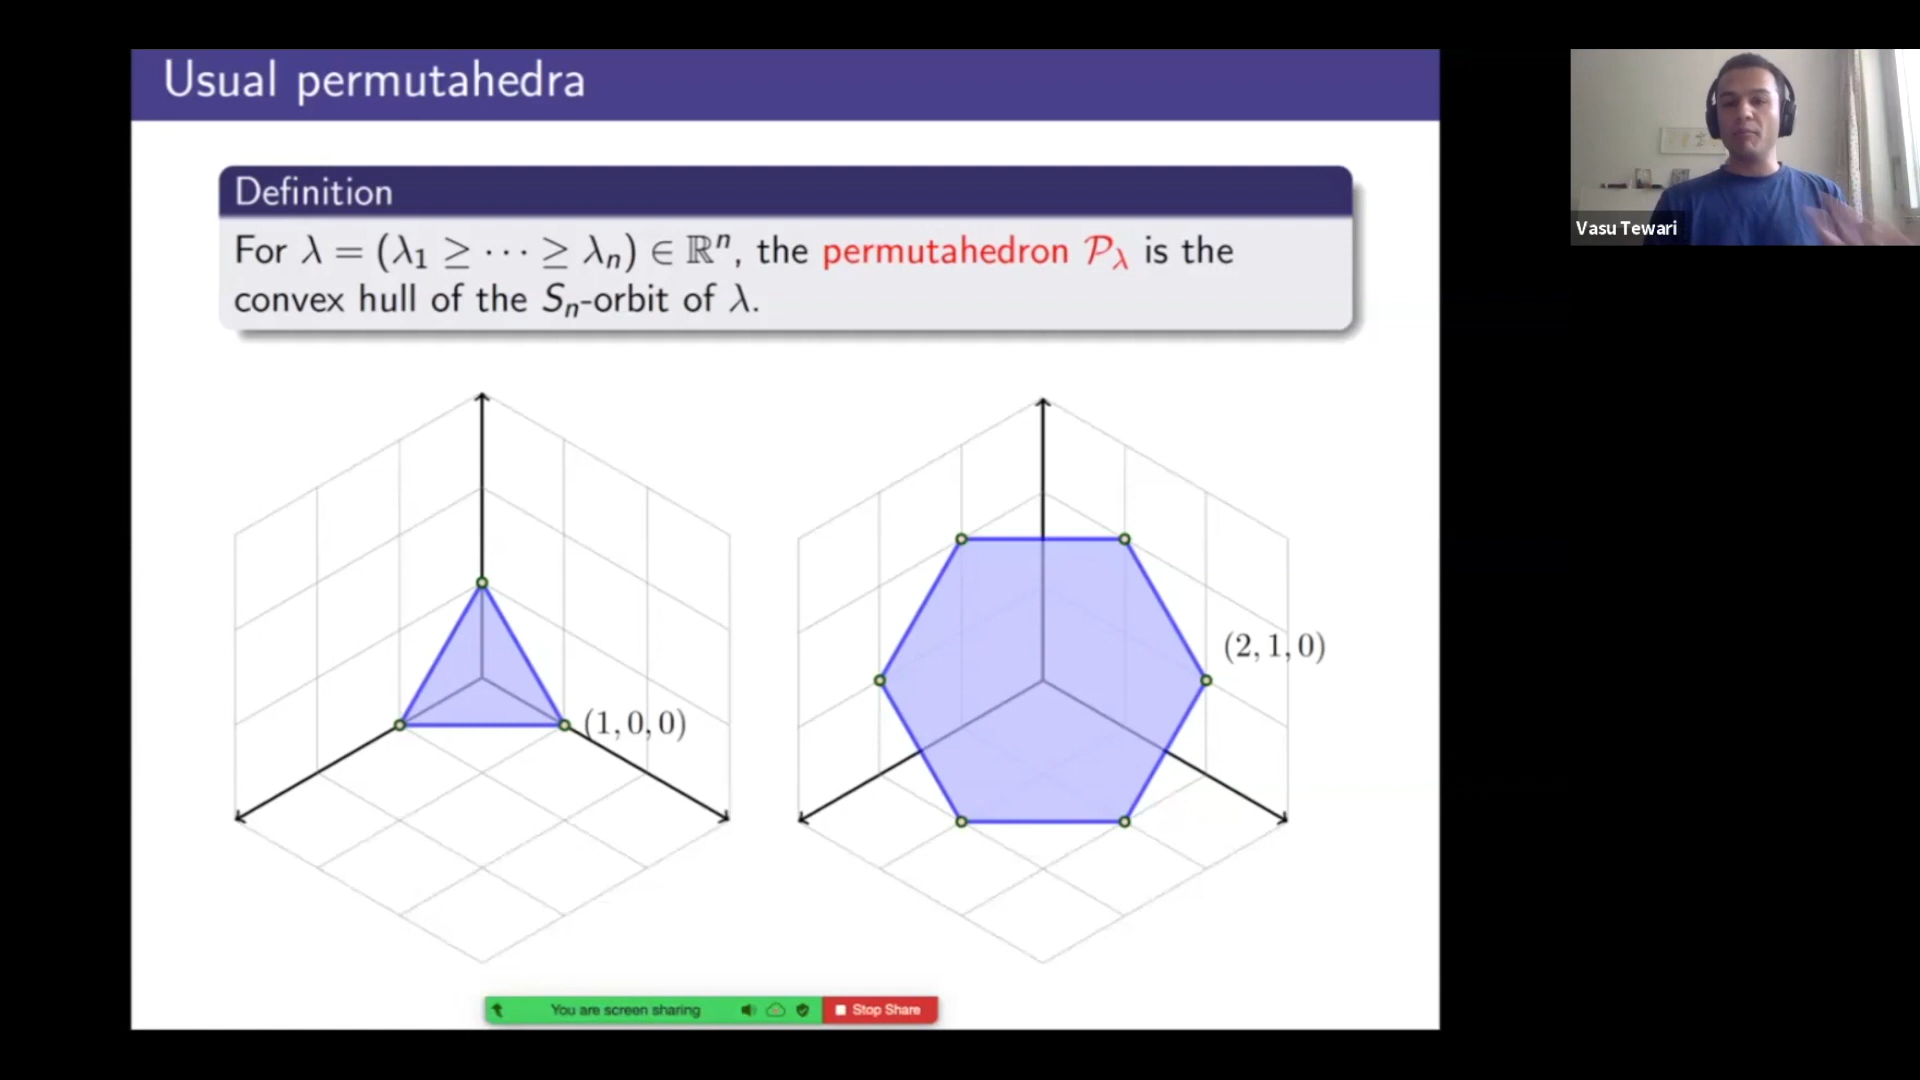 Usual permutahedra
Definition
For λ = (λ₁ ≥ ⋯ ≥ λₙ) ∈ ℝⁿ, the permutahedron 𝒫_λ is the
convex hull of the Sₙ-orbit of λ.
(1, 0, 0)
(2, 1, 0)
You are screen sharing
Stop Share
Vasu Tewari